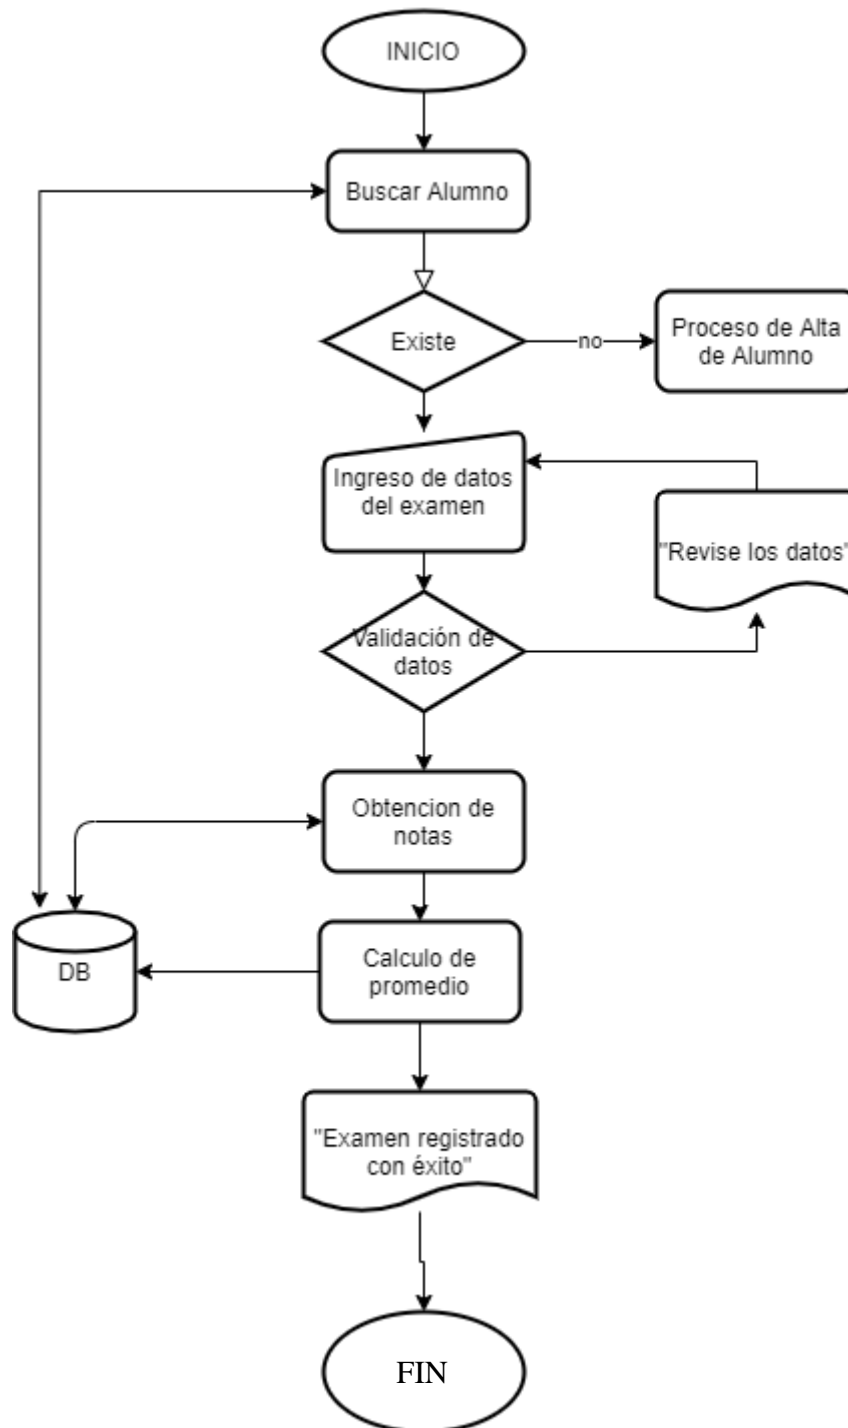 INICIO
Buscar Alumno
Existe
no
Proceso de Alta
de Alumno
Ingreso de datos
del examen
"Revise los datos"
Validación de
datos
Obtencion de
notas
DB
Calculo de
promedio
"Examen registrado
con éxito"
FIN